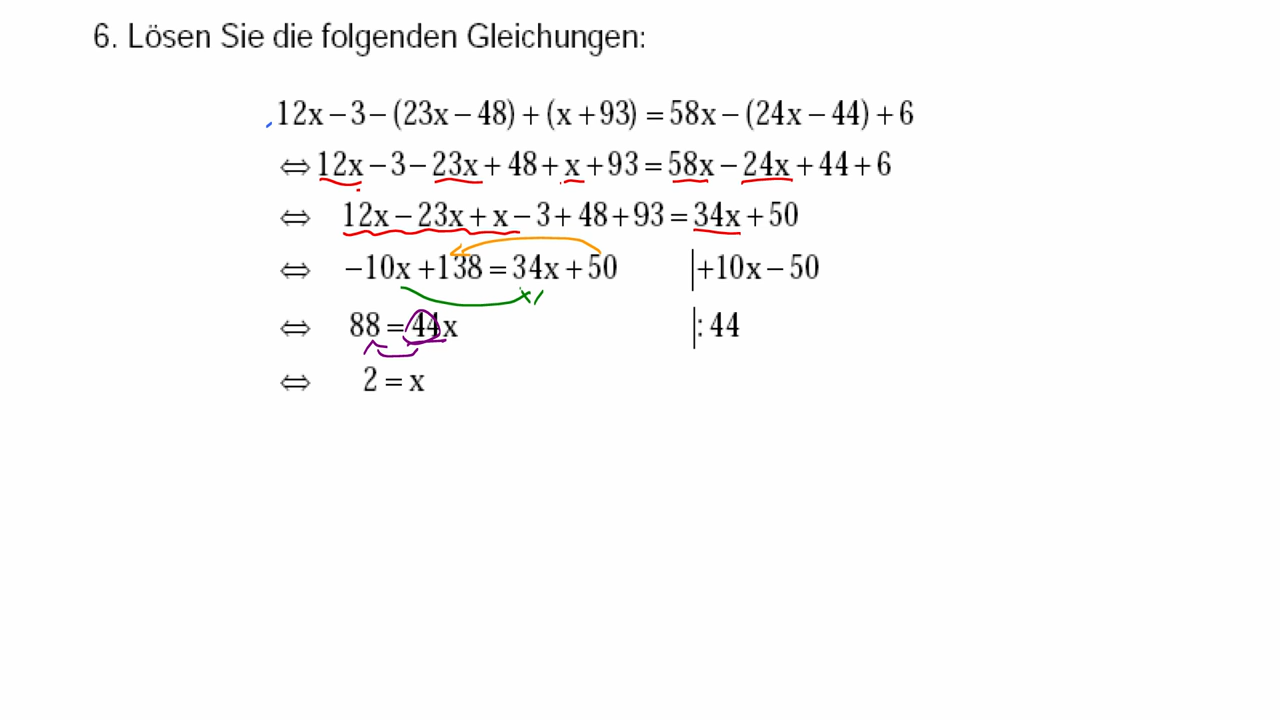 6. Lösen Sie die folgenden Gleichungen:
12x − 3 − (23x − 48) + (x + 93) = 58x − (24x − 44) + 6
⇔ 12x − 3 − 23x + 48 + x + 93 = 58x − 24x + 44 + 6
⇔ 12x − 23x + x − 3 + 48 + 93 = 34x + 50
⇔ −10x + 138 = 34x + 50 |+10x − 50
⇔ 88 = 44x |: 44
⇔ 2 = x